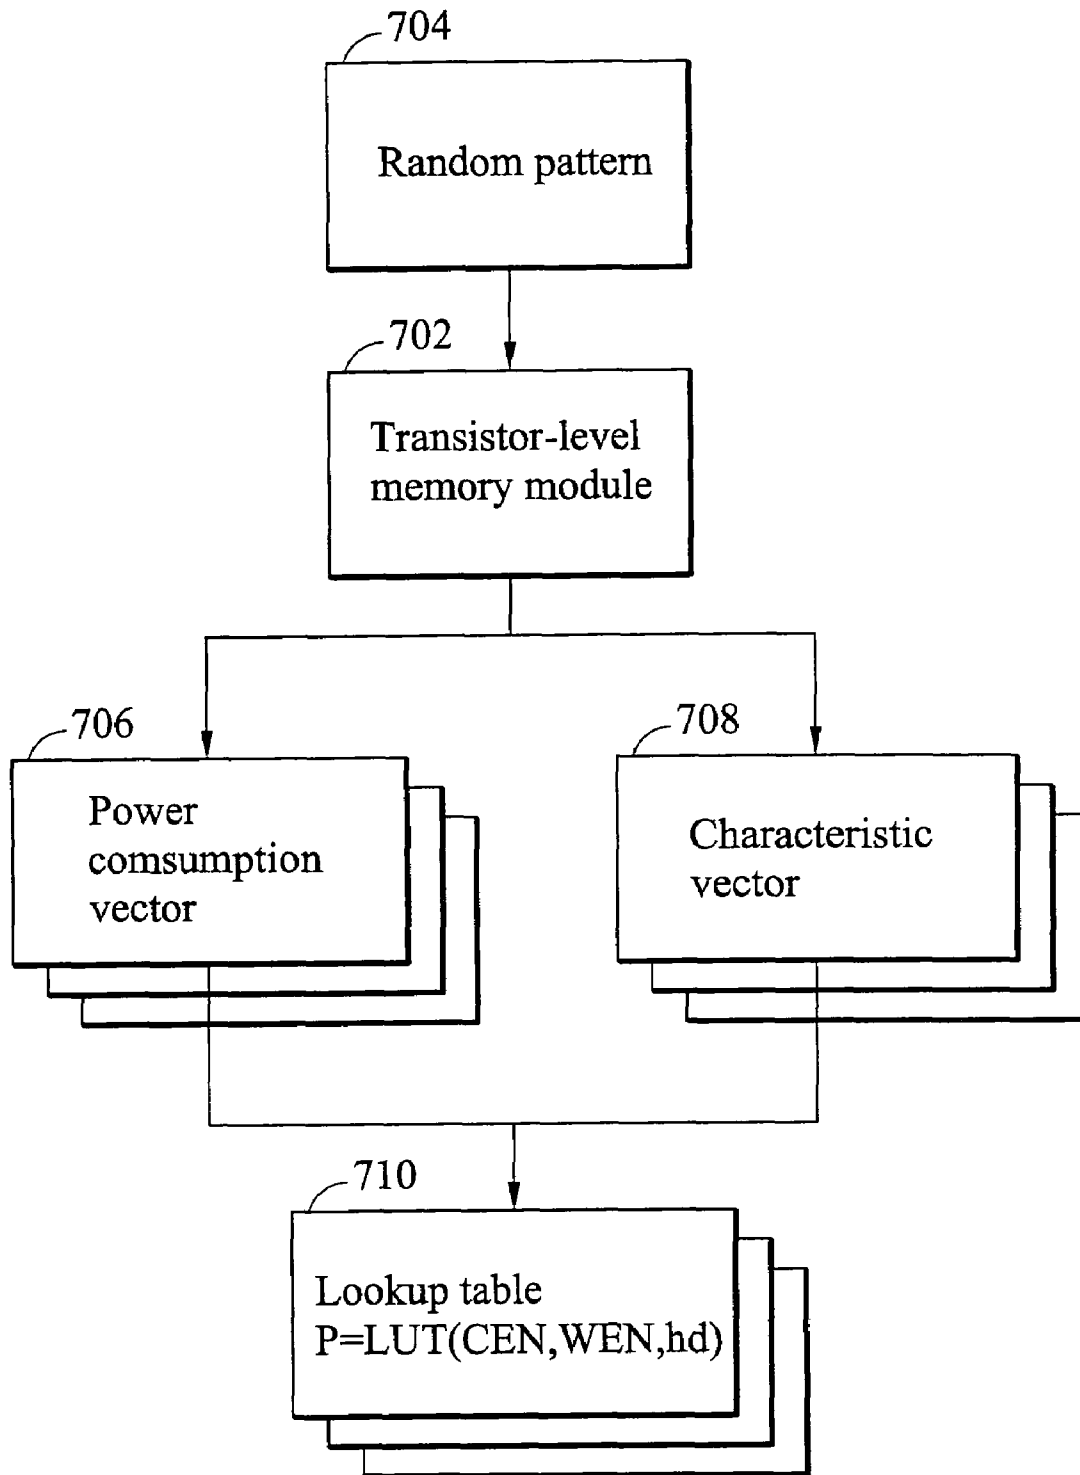 704
Random pattern
702
Transistor-level
memory module
706
Power
comsumption
vector
708
Characteristic
vector
710
Lookup table
P=LUT(CEN,WEN,hd)